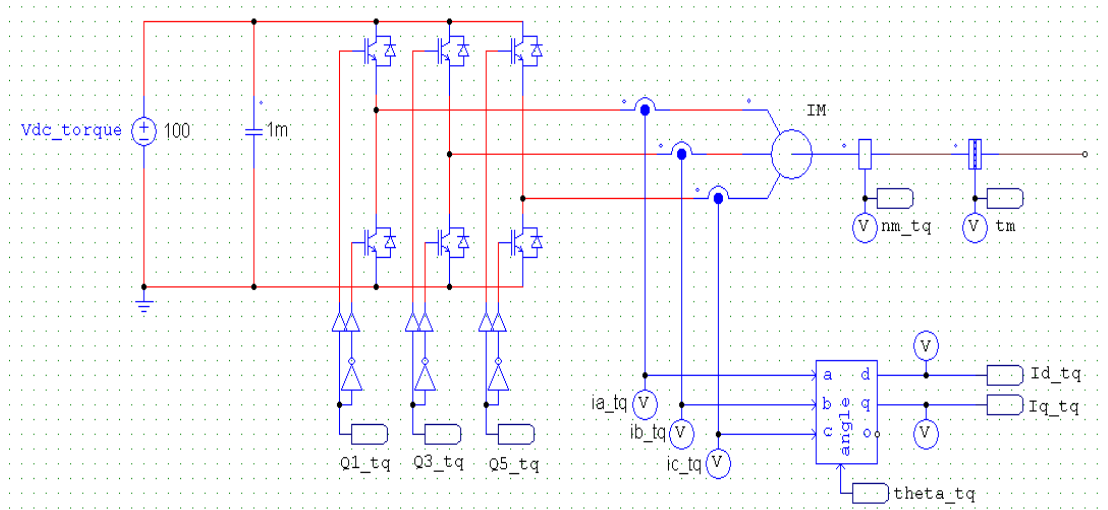 IM
Vdc_torque
100
1m
V
nm_tq
V
tm
V
a
d
Id_tq
ia_tq
V
b
q
Iq_tq
ib_tq
V
c
o
V
angle
ic_tq
V
Q1_tq
Q3_tq
Q5_tq
theta_tq